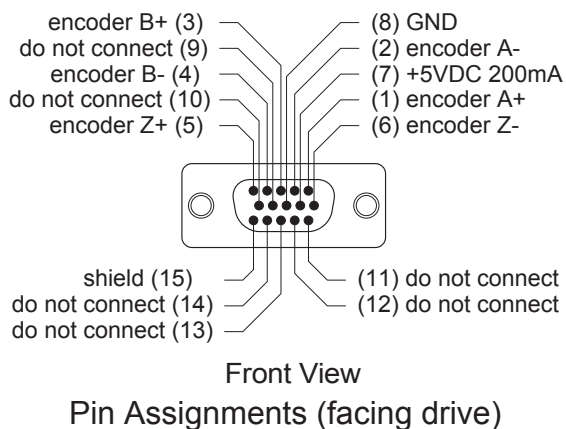 encoder B+ (3)
do not connect (9)
encoder B- (4)
do not connect (10)
encoder Z+ (5)
(8) GND
(2) encoder A-
(7) +5VDC 200mA
(1) encoder A+
(6) encoder Z-
shield (15)
do not connect (14)
do not connect (13)
(11) do not connect
(12) do not connect
Front View
Pin Assignments (facing drive)